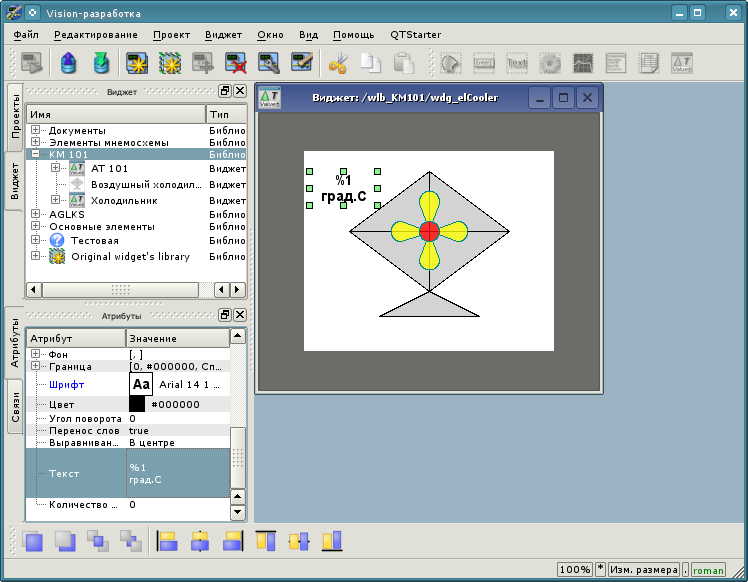 Vision-разработка
Файл Редактирование Проект Виджет Окно Вид Помощь QTStarter
Виджет
Проекты
Виджет
Имя Тип
Документы Библио
Элементы мнемосхемы Библио
КМ 101 Библио
АТ 101 Виджет
Воздушный холодил... Виджет
Холодильник Виджет
AGLKS Библио
Основные элементы Библио
Тестовая Библио
Original widget's library Библио
Виджет: /wlb_KM101/wdg_elCooler
%1
град.С
Атрибуты
Атрибуты
Связи
Атрибут Значение
Фон [, ]
Граница [0, #000000, Сп...
Шрифт Aa Arial 14 1 ...
Цвет #000000
Угол поворота 0
Перенос слов true
Выравниван... В центре
Текст %1
град.С
Количество ... 0
100% * Изм. размера . roman